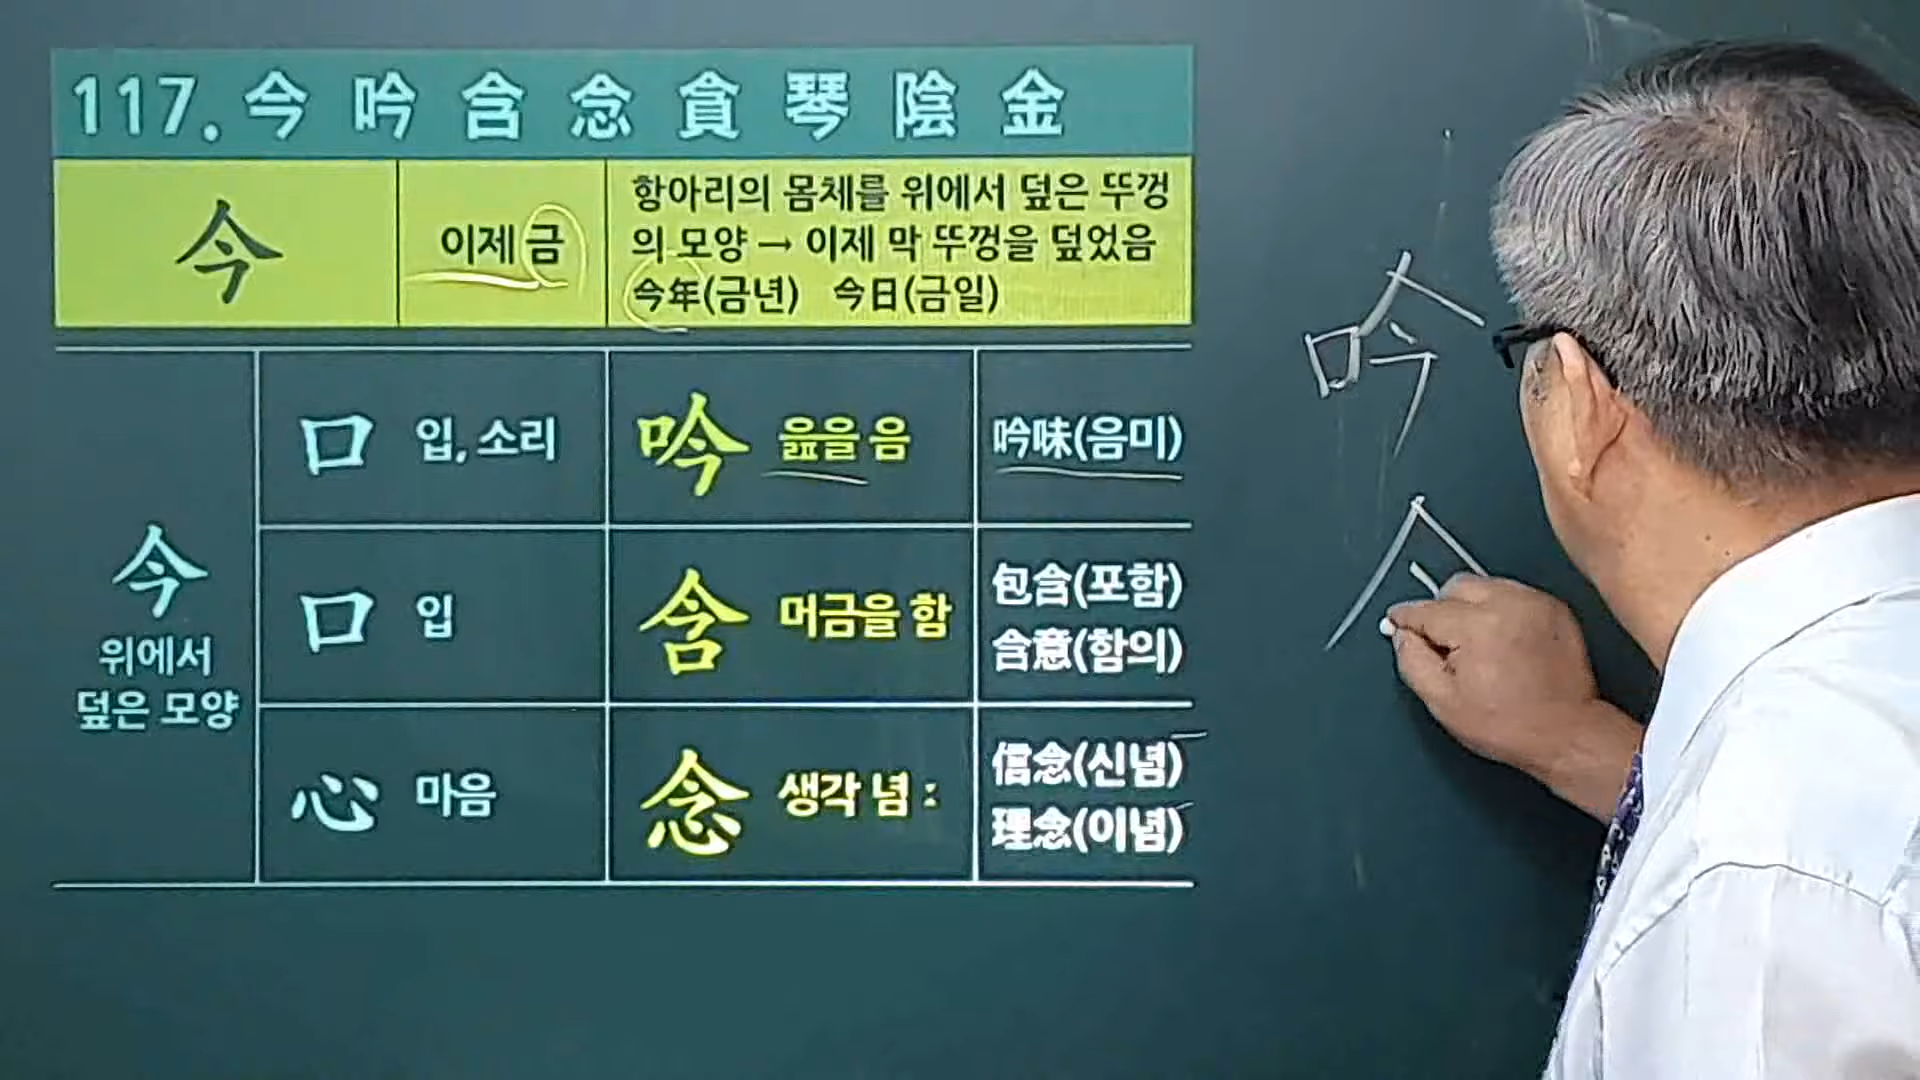 117. 今 吟 含 念 貪 琴 陰 金
今
이제 금
항아리의 몸체를 위에서 덮은 뚜껑
의 모양 → 이제 막 뚜껑을 덮었음
今年(금년) 今日(금일)
今
위에서
덮은 모양
口 입, 소리
吟 읊을 음
吟味(음미)
口 입
含 머금을 함
包含(포함)
含意(함의)
心 마음
念 생각 념 :
信念(신념)
理念(이념)
吟